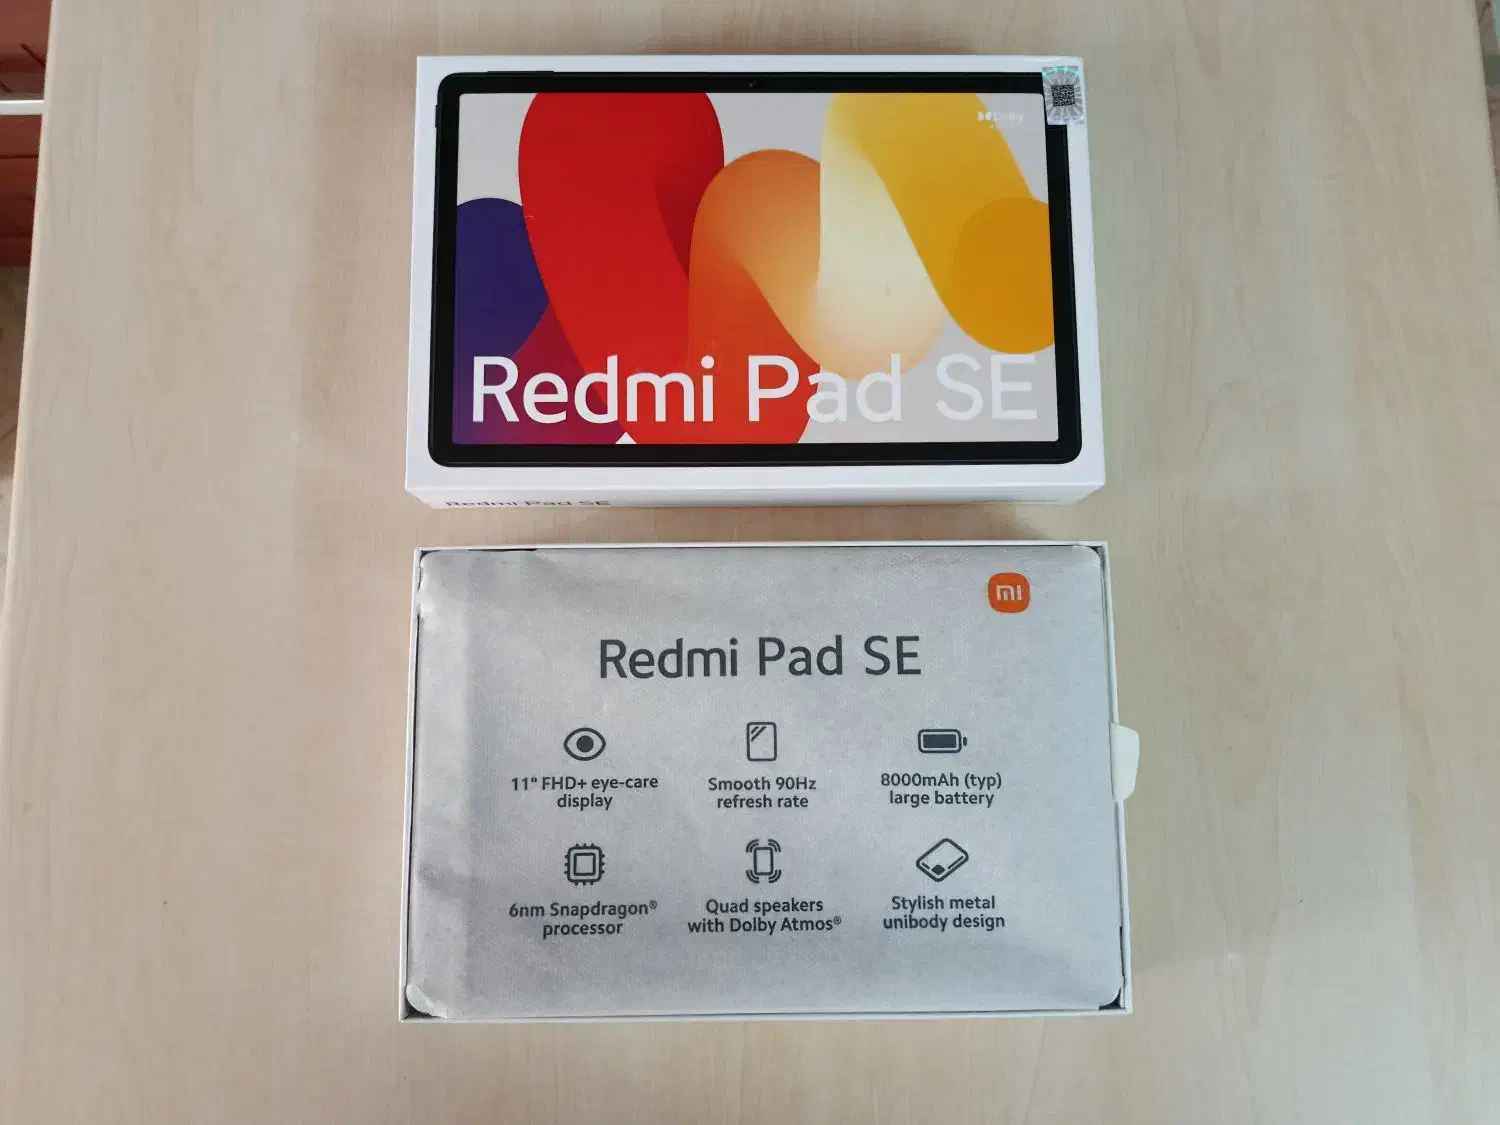 Redmi Pad SE
Redmi Pad SE
mi
Redmi Pad SE
11" FHD+ eye-care
display
Smooth 90Hz
refresh rate
8000mAh (typ)
large battery
6nm Snapdragon®
processor
Quad speakers
with Dolby Atmos®
Stylish metal
unibody design